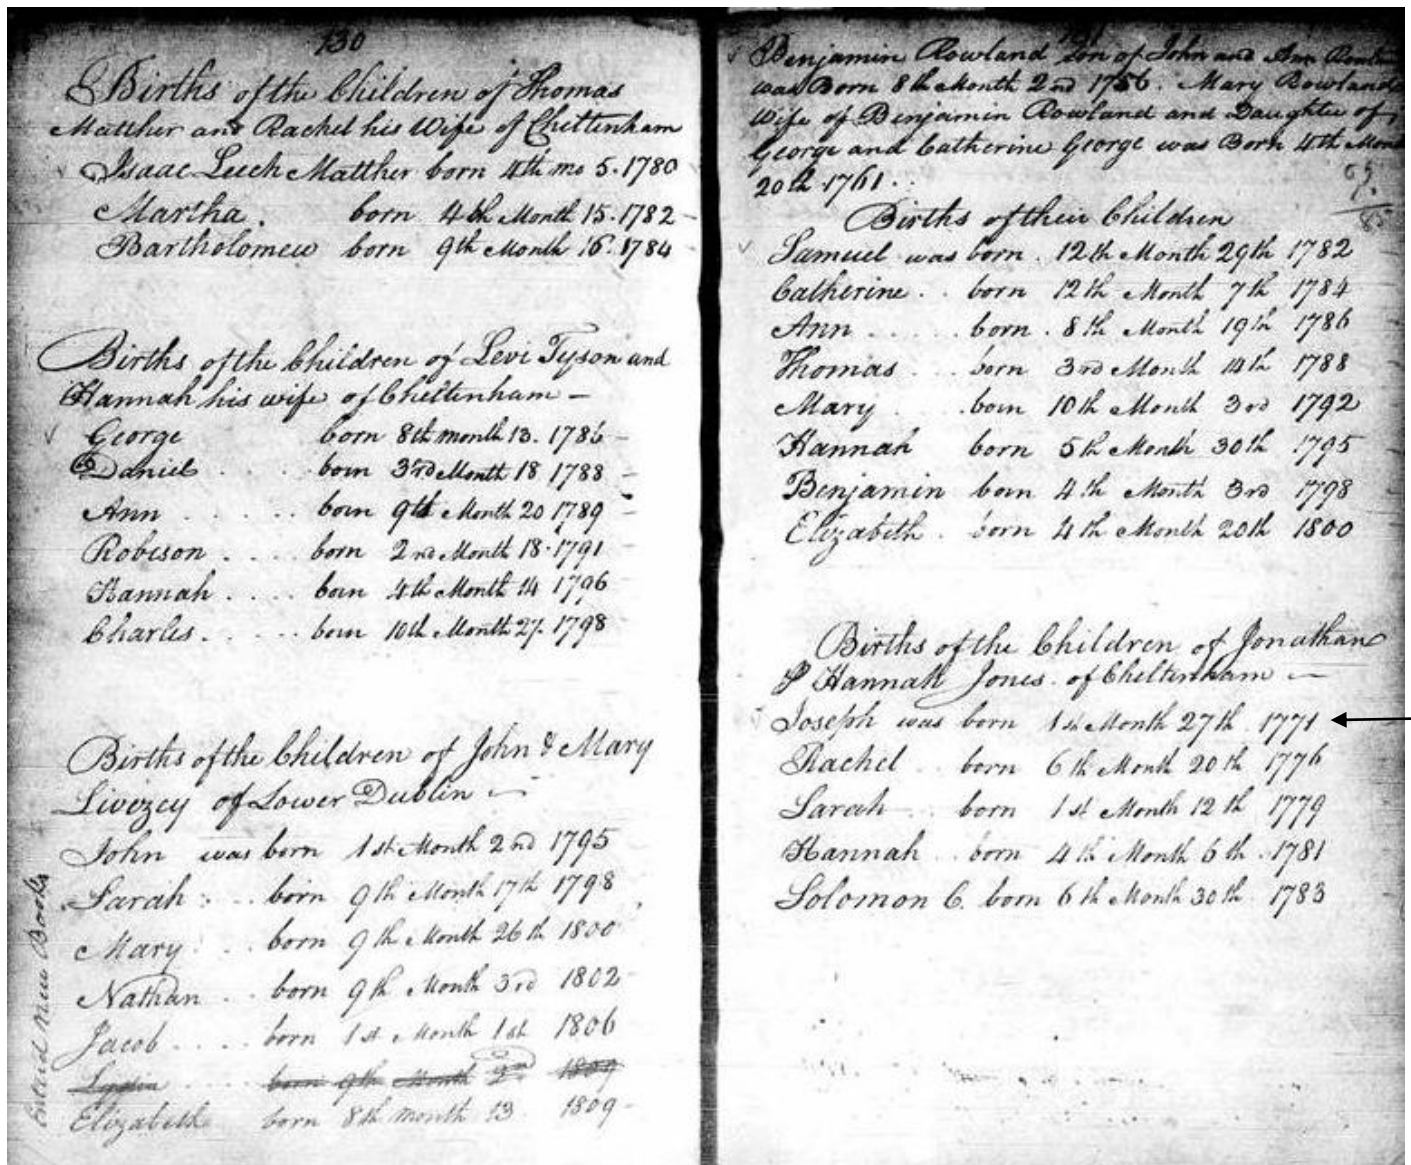 130
Births of the Children of Thomas
Matther and Rachel his Wife of Cheltenham
Isaac Leech Matther born 4th mo 5. 1780
Martha. born 4th Month 15. 1782 -
Bartholomew born 9th Month 16. 1784
Births of the Children of Levi Tyson and
Hannah his wife of Cheltenham -
George born 8th month 13. 1786 -
Daniel .... born 3rd Month 18 1788 -
Ann ..... born 9th Month 20 1789 -
Robeson .... born 2nd Month 18. 1791 -
Hannah .... born 4th Month 14 1796
Charles ..... born 10th Month 27. 1798
Births of the Children of John & Mary
Livezey of Lower Dublin -
John was born 1st Month 2nd 1795
Sarah ... born 9th Month 17th 1798
Mary ... born 9th Month 26th 1800
Nathan .. born 9th Month 3rd 1802
Jacob .... born 1st Month 1st 1806
born 9th Month 2 1809
Elizabeth born 8th month 13 1809 -
New Books
Benjamin Rowland Son of John and Ann
was Born 8th Month 2nd 1756. Mary Rowland
Wife of Benjamin Rowland and Daughter of
George and Catherine George was Born 4th
20th 1761.
Births of their Children
Samuel was born. 12th Month 29th 1782
Catherine .. born 12th Month 7th 1784
Ann ..... born. 8th Month 19th 1786
Thomas .. born 3rd Month 14th 1788
Mary . born 10th Month 3rd 1792
Hannah born 5th Month 30th 1795
Benjamin born 4th Month 3rd 1798
Elizabeth . born 4th Month 20th 1800
Births of the Children of Jonathan
& Hannah Jones. of Cheltenham -
Joseph was born 1st Month 27th 1771
Rachel .. born 6th Month 20th 1776
Sarah .. born 1st Month 12th 1779
Hannah .. born 4th Month 6th 1781
Solomon C. born 6th Month 30th 1783